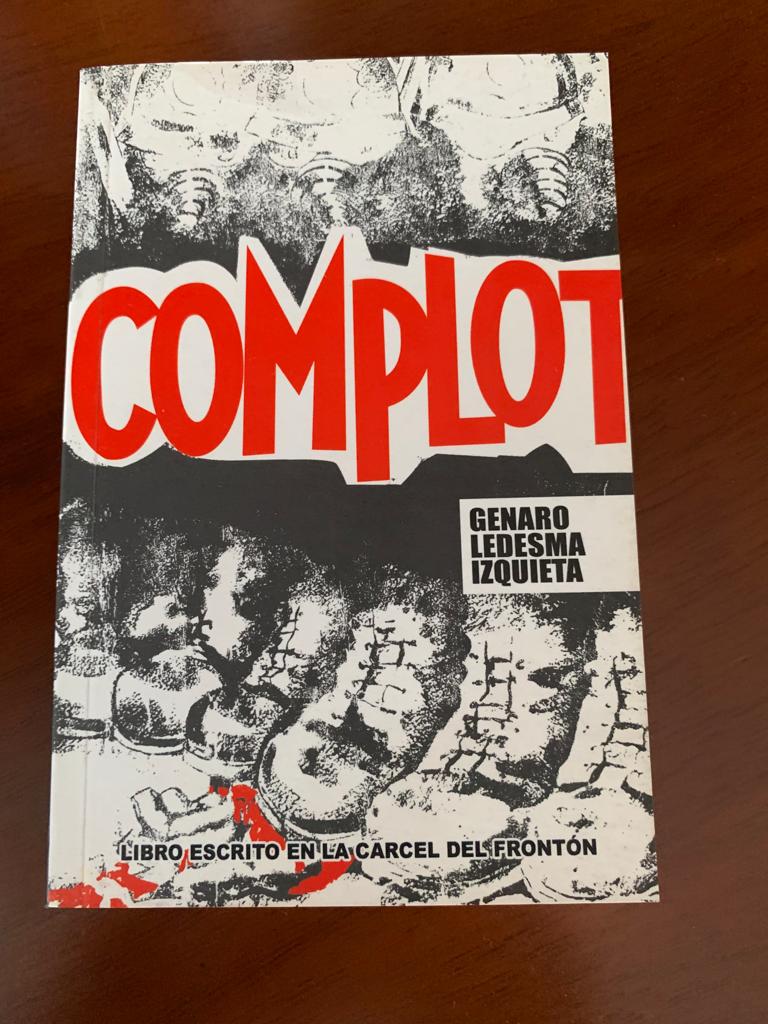 COMPLOT
GENARO
LEDESMA
IZQUIETA
LIBRO ESCRITO EN LA CARCEL DEL FRONTÓN